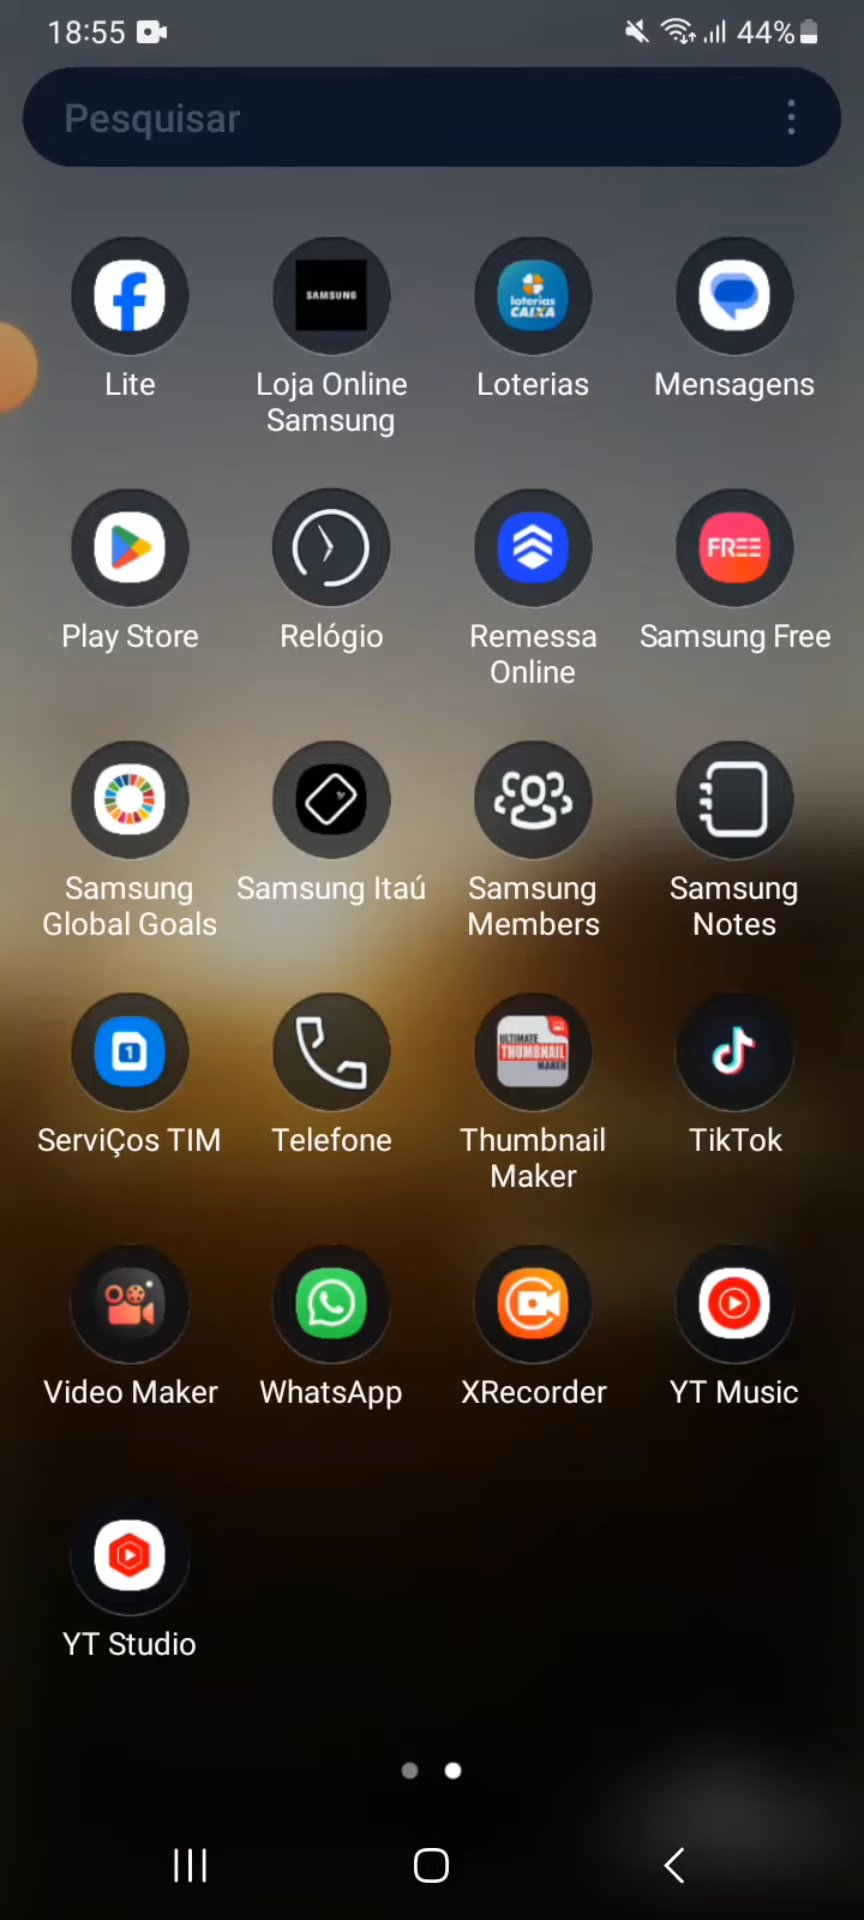 18:55
44%
Pesquisar
SAMSUNG
loterias
CAIXA
Lite
Loja Online
Samsung
Loterias
Mensagens
FREE
Play Store
Relógio
Remessa
Online
Samsung Free
Samsung
Global Goals
Samsung Itaú
Samsung
Members
Samsung
Notes
1
ULTIMATE
THUMBNAIL
MAKER
ServiÇos TIM
Telefone
Thumbnail
Maker
TikTok
Video Maker
WhatsApp
XRecorder
YT Music
YT Studio